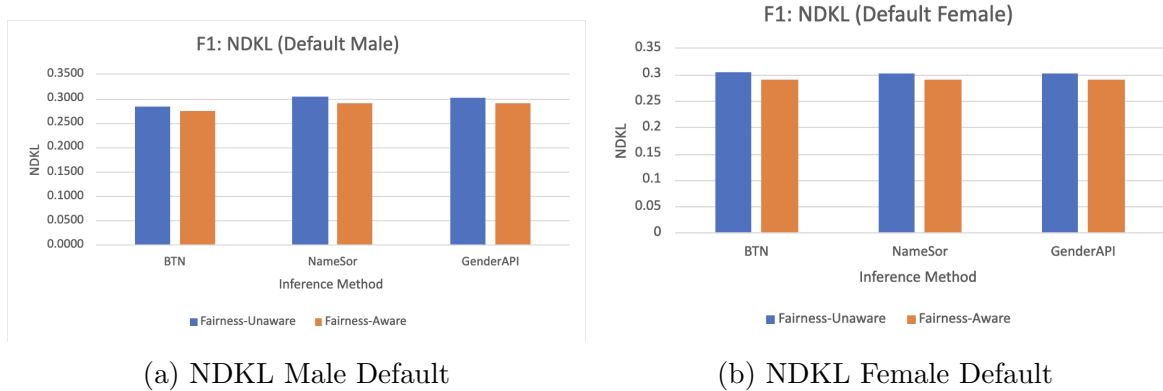 F1: NDKL (Default Male)
0.3500
0.3000
0.2500
0.2000
0.1500
0.1000
0.0500
0.0000
NDKL
BTN NameSor GenderAPI
Inference Method
Fairness-Unaware Fairness-Aware
(a) NDKL Male Default
F1: NDKL (Default Female)
0.35
0.3
0.25
0.2
0.15
0.1
0.05
0
NDKL
BTN NameSor GenderAPI
Inference Method
Fairness-Unaware Fairness-Aware
(b) NDKL Female Default